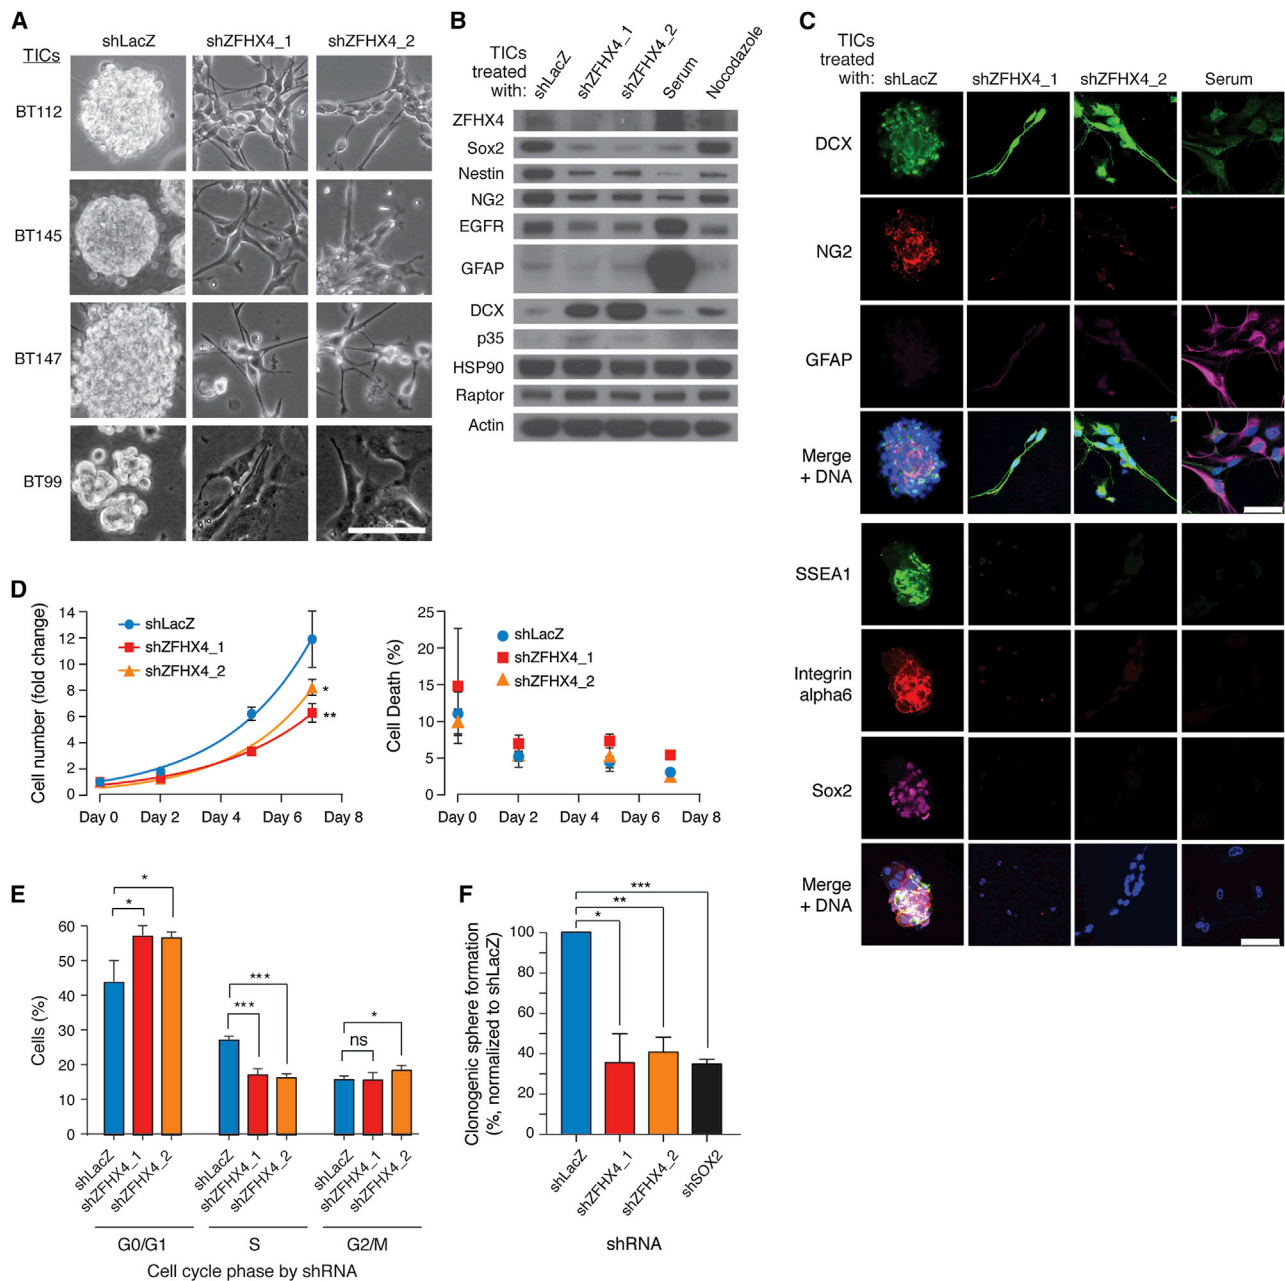 A
shLacZ shZFHX4_1 shZFHX4_2
TICs
BT112
BT145
BT147
BT99
B
TICs
treated
with:
shLacZ shZFHX4_1 shZFHX4_2 Serum Nocodazole
ZFHX4
Sox2
Nestin
NG2
EGFR
GFAP
DCX
p35
HSP90
Raptor
Actin
C
TICs
treated
with: shLacZ shZFHX4_1 shZFHX4_2 Serum
DCX
NG2
GFAP
Merge
+ DNA
SSEA1
Integrin
alpha6
Sox2
Merge
+ DNA
D
Cell number (fold change)
14
12
10
8
6
4
2
0
shLacZ
shZFHX4_1
shZFHX4_2
*
**
Day 0 Day 2 Day 4 Day 6 Day 8
Cell Death (%)
25
20
15
10
5
0
shLacZ
shZFHX4_1
shZFHX4_2
Day 0 Day 2 Day 4 Day 6 Day 8
E
Cells (%)
60
50
40
30
20
10
0
*
*
***
***
*
ns
shLacZ shZFHX4_1 shZFHX4_2 shLacZ shZFHX4_1 shZFHX4_2 shLacZ shZFHX4_1 shZFHX4_2
G0/G1 S G2/M
Cell cycle phase by shRNA
F
Clonogenic sphere formation
(%, normalized to shLacZ)
100
80
60
40
20
0
***
**
*
shLacZ shZFHX4_1 shZFHX4_2 shSOX2
shRNA